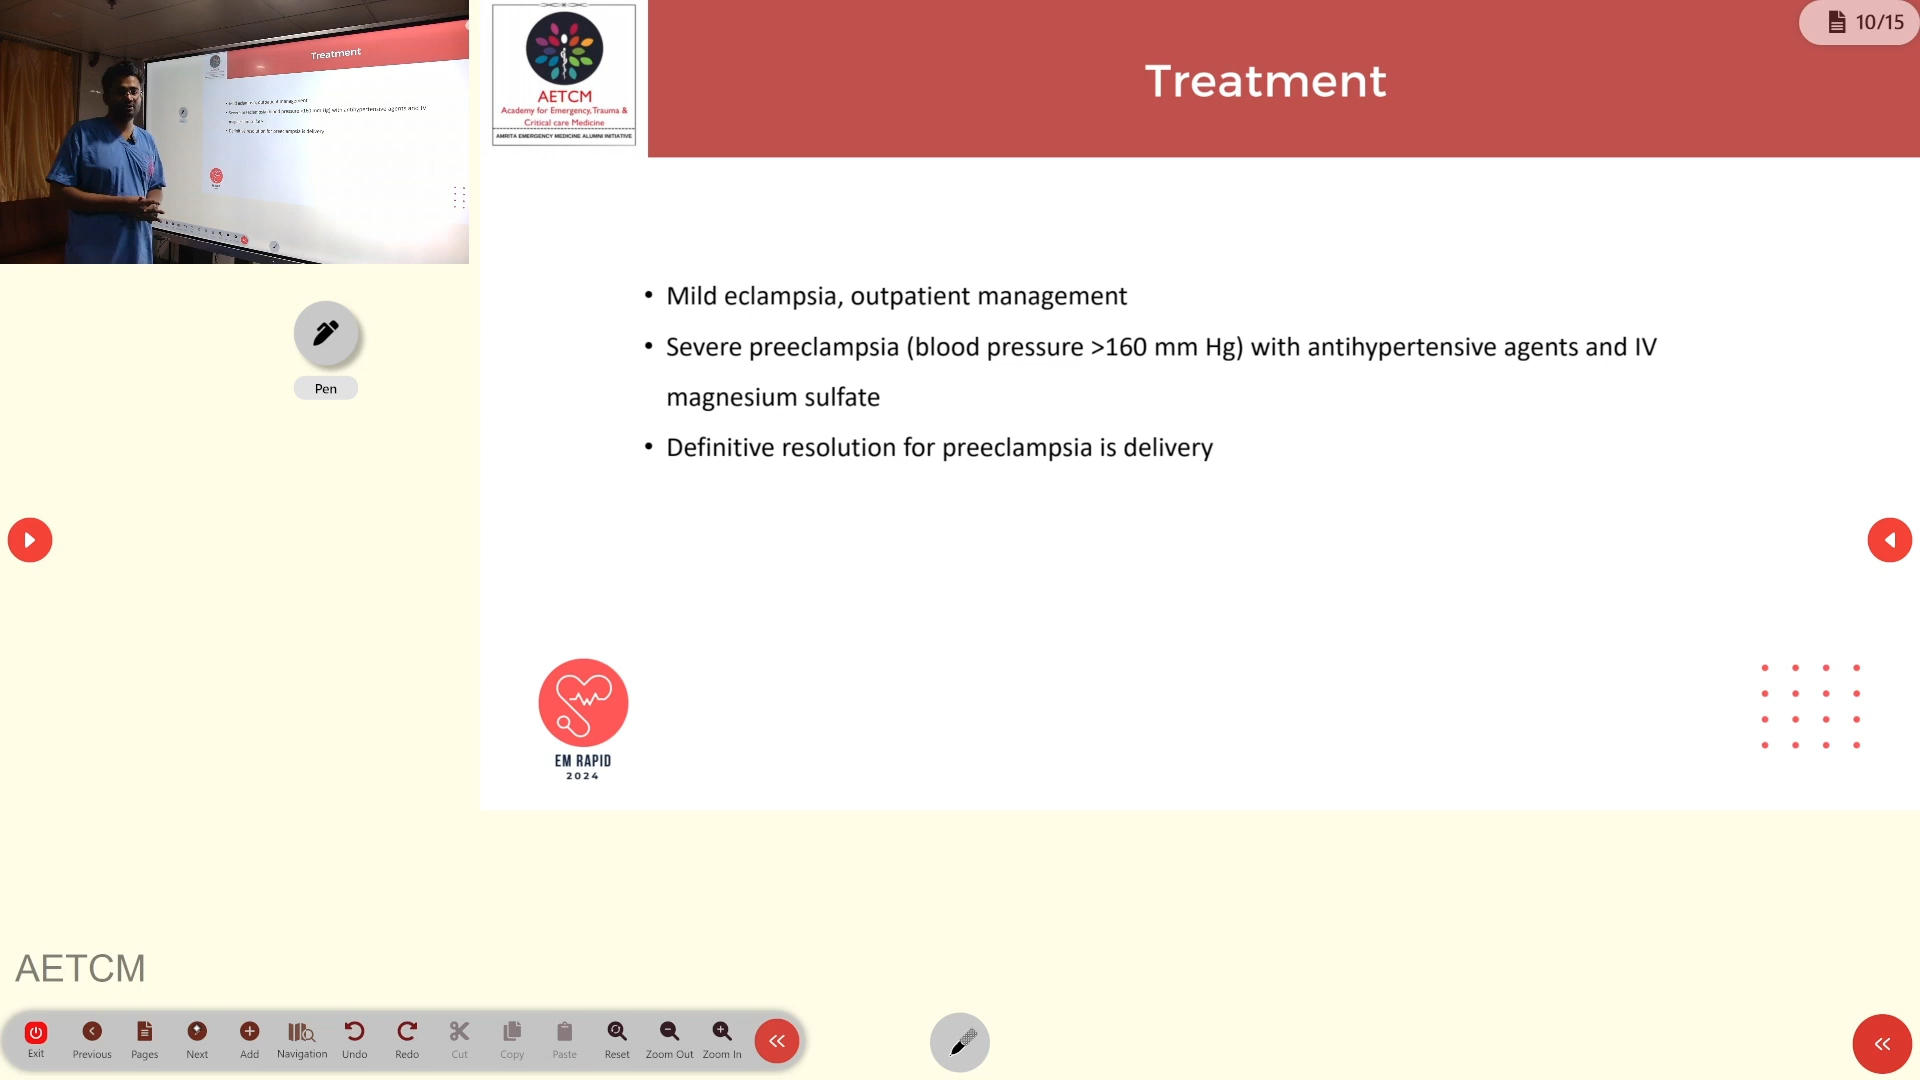 Treatment
AETCM
Academy for Emergency, Trauma &
Critical care Medicine
AMRITA EMERGENCY MEDICINE ALUMNI INITIATIVE
Treatment
10/15
• Mild eclampsia, outpatient management
• Severe preeclampsia (blood pressure >160 mm Hg) with antihypertensive agents and IV
magnesium sulfate
• Definitive resolution for preeclampsia is delivery
Pen
EM RAPID
2024
AETCM
Exit Previous Pages Next Add Navigation Undo Redo Cut Copy Paste Reset Zoom Out Zoom In